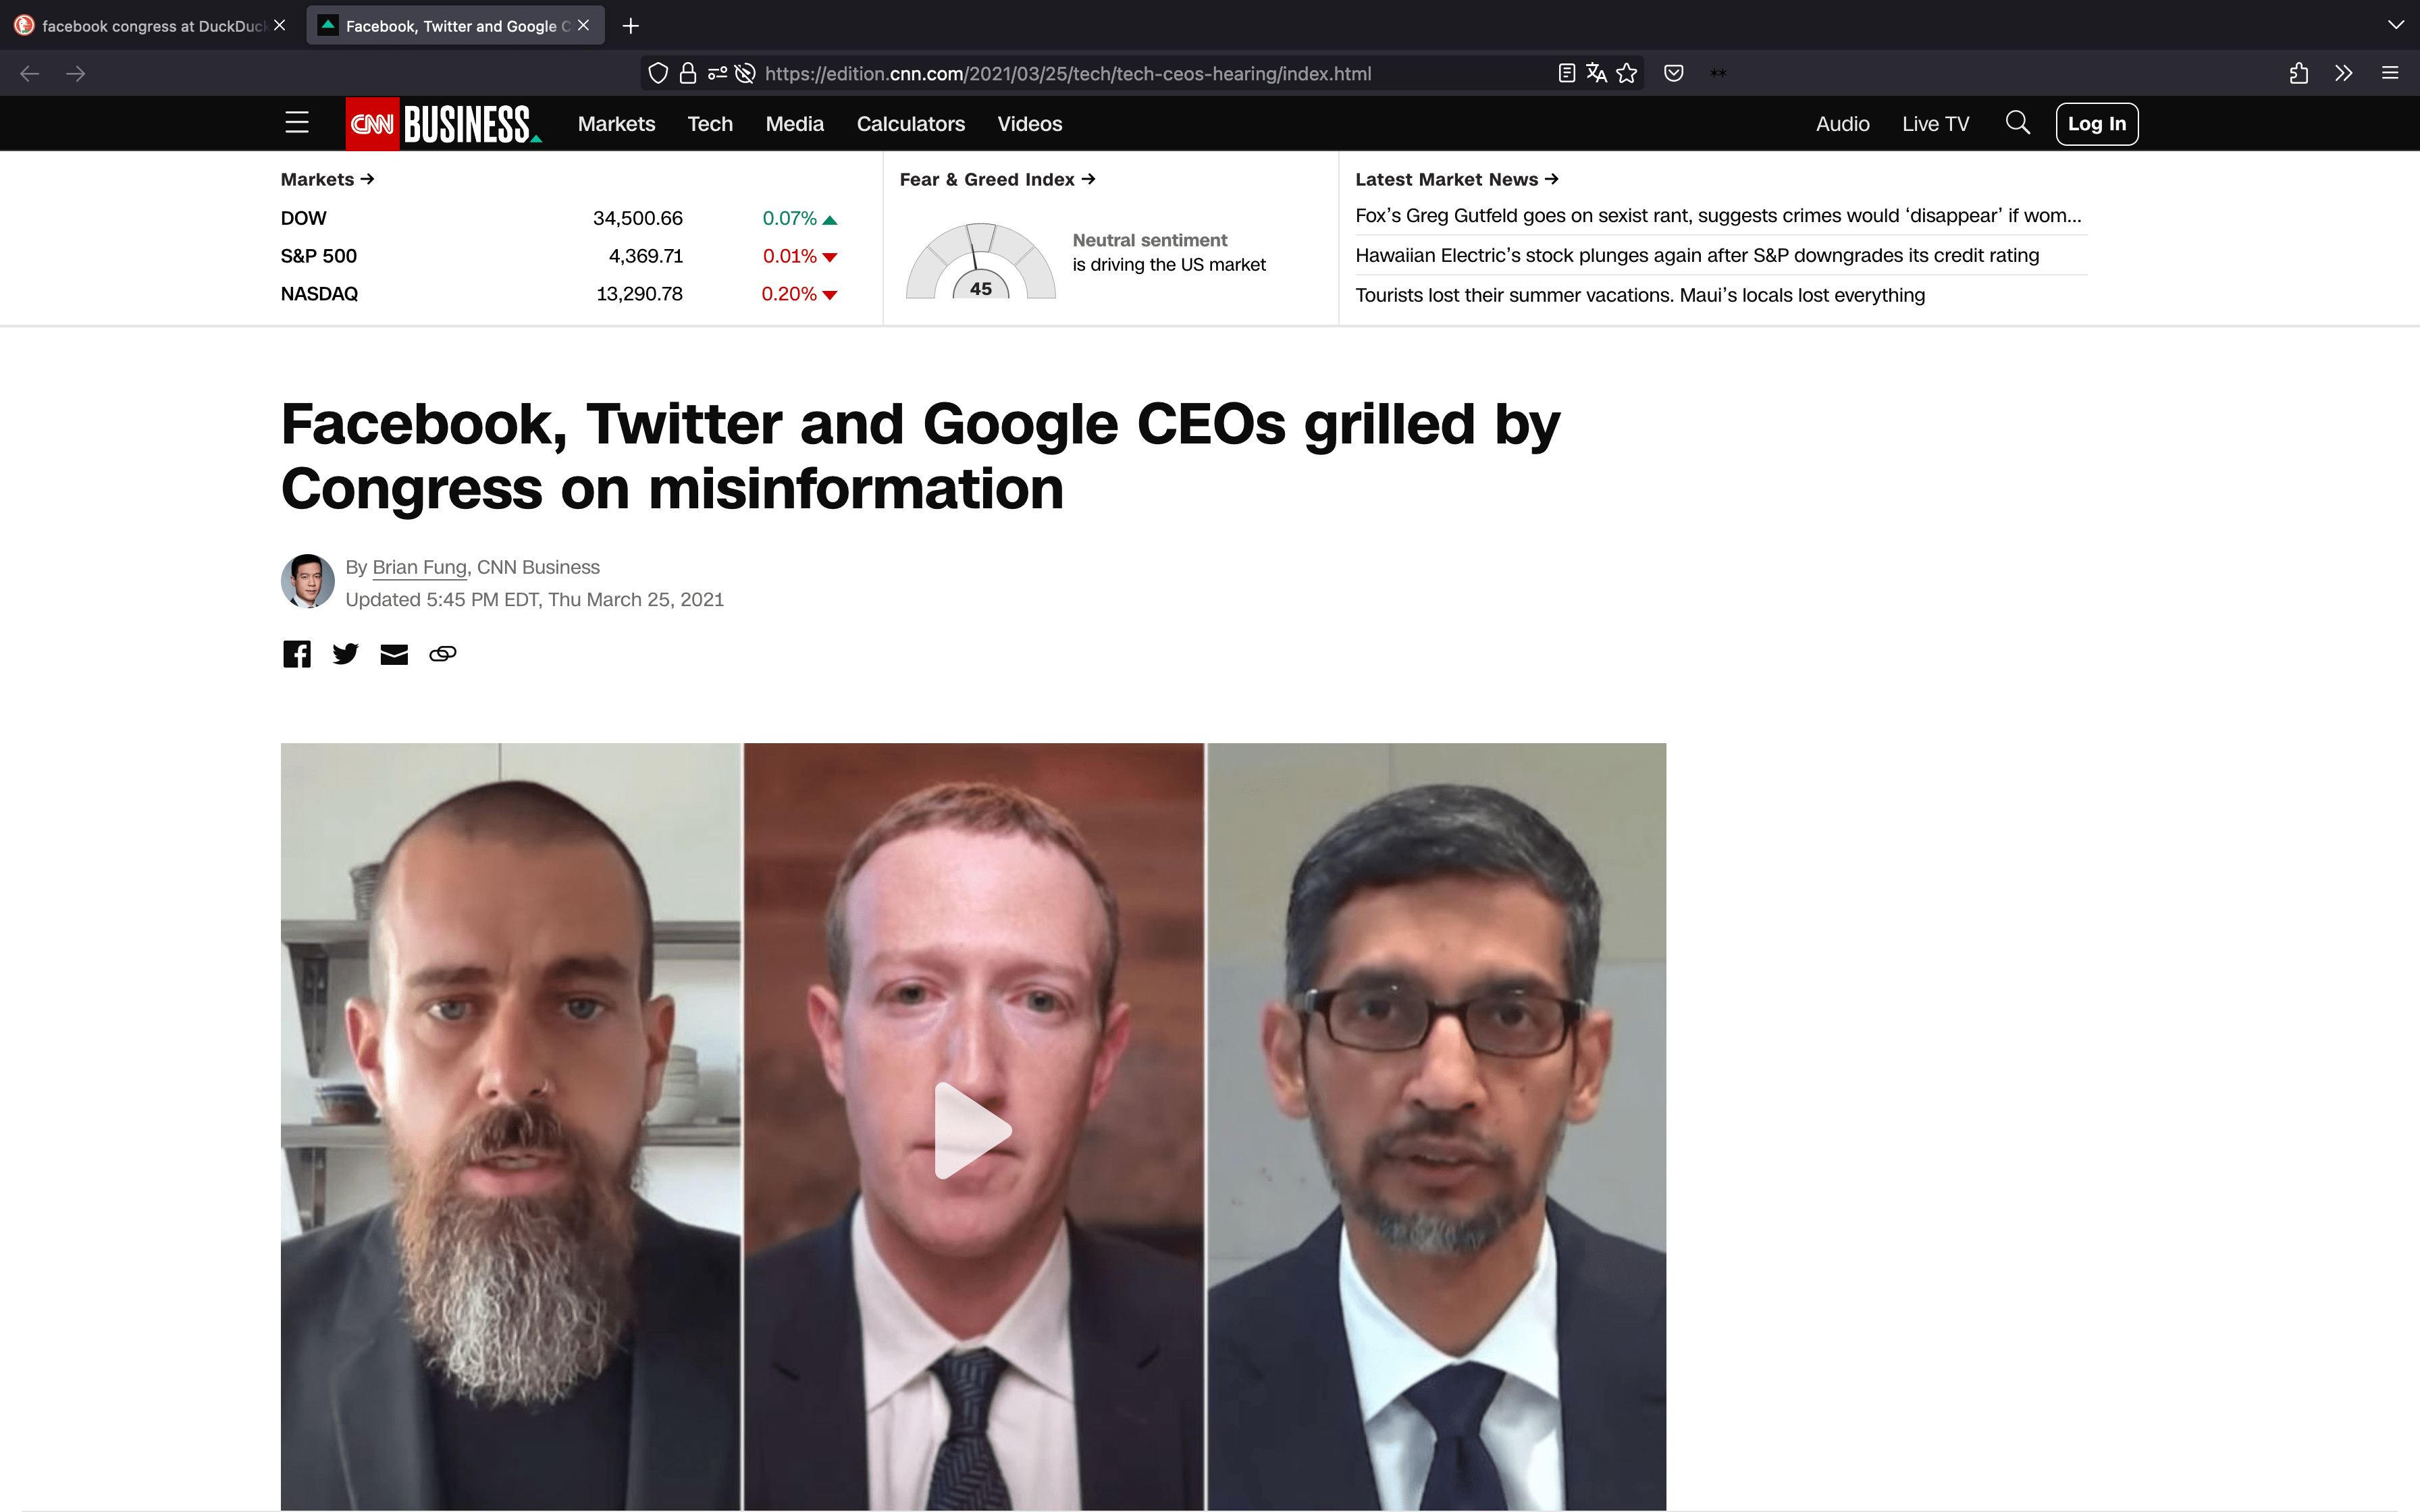 facebook congress at DuckDuck
Facebook, Twitter and Google C
https://edition.cnn.com/2021/03/25/tech/tech-ceos-hearing/index.html
CNN BUSINESS
Markets
Tech
Media
Calculators
Videos
Audio
Live TV
Log In
Markets →
DOW 34,500.66 0.07%
S&P 500 4,369.71 0.01%
NASDAQ 13,290.78 0.20%
Fear & Greed Index →
45
Neutral sentiment
is driving the US market
Latest Market News →
Fox’s Greg Gutfeld goes on sexist rant, suggests crimes would ‘disappear’ if wom...
Hawaiian Electric’s stock plunges again after S&P downgrades its credit rating
Tourists lost their summer vacations. Maui’s locals lost everything
Facebook, Twitter and Google CEOs grilled by
Congress on misinformation
By Brian Fung, CNN Business
Updated 5:45 PM EDT, Thu March 25, 2021